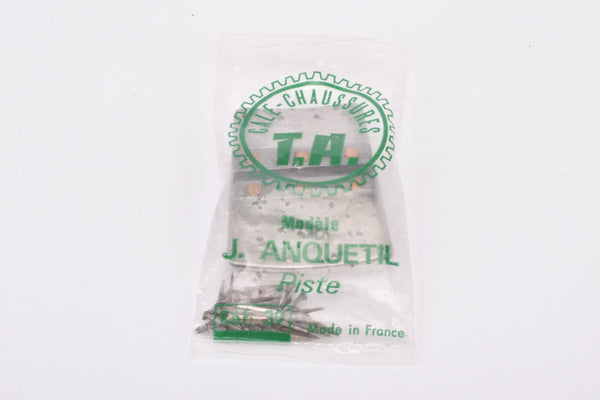 CALE-CHAUSSURES
T.A.
Modèle
J. ANQUETIL
Piste
Made in France